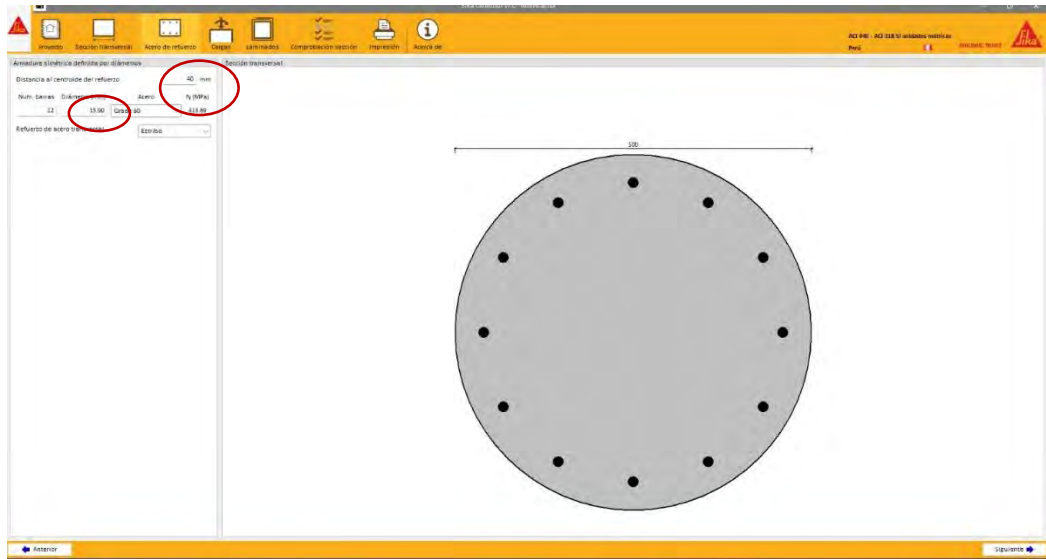 Proyecto
Sección transversal
Acero de refuerzo
Cargas
Laminados
Comprobación sección
Impresión
Acerca de
Perú
Sika
Armadura simétrica definida por diámetros
Sección transversal
Distancia al centroide del refuerzo 40 mm
Num. barras Acero fy (MPa)
12 15.90 60
Refuerzo de acero transversal Estribo
500
Anterior
Siguiente